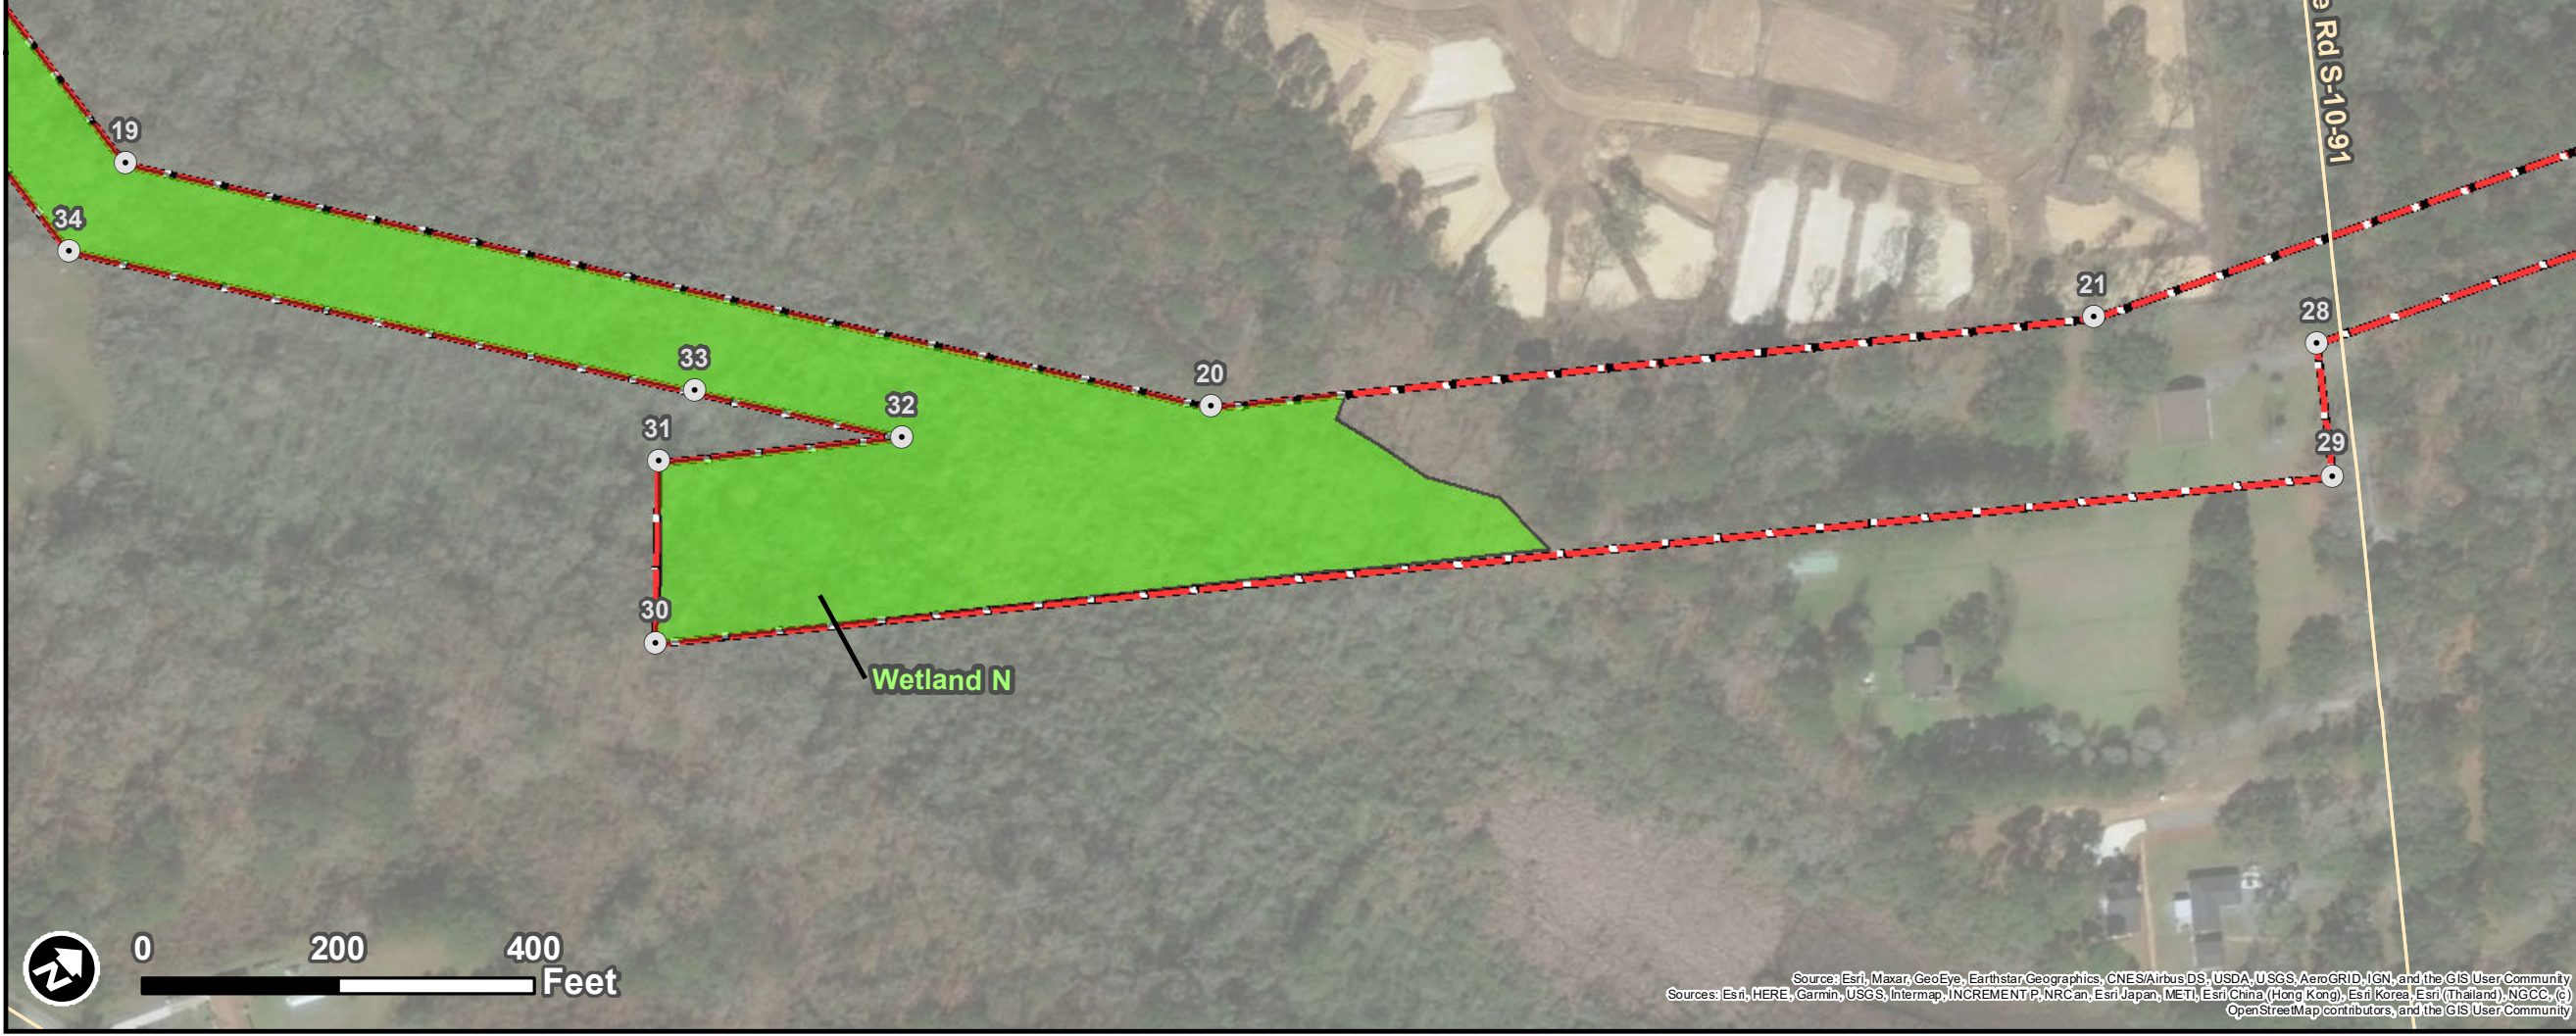 e Rd S-10-91
19
34
21
28
33
20
32
31
29
30
Wetland N
N
0 200 400
Feet
Source: Esri, Maxar, GeoEye, Earthstar Geographics, CNES/Airbus DS, USDA, USGS, AeroGRID, IGN, and the GIS User Community
Sources: Esri, HERE, Garmin, USGS, Intermap, INCREMENT P, NRCan, Esri Japan, METI, Esri China (Hong Kong), Esri Korea, Esri (Thailand), NGCC, (c)
OpenStreetMap contributors, and the GIS User Community